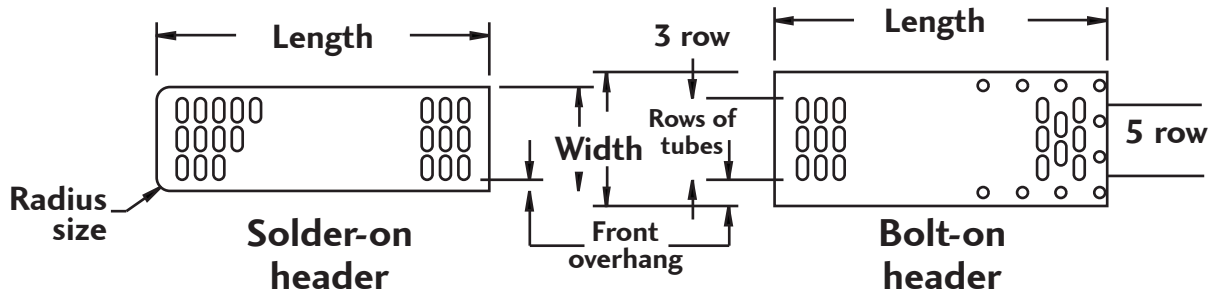 Length
3 row
Length
Rows of
tubes
Width
5 row
Radius
size
Solder-on
header
Front
overhang
Bolt-on
header